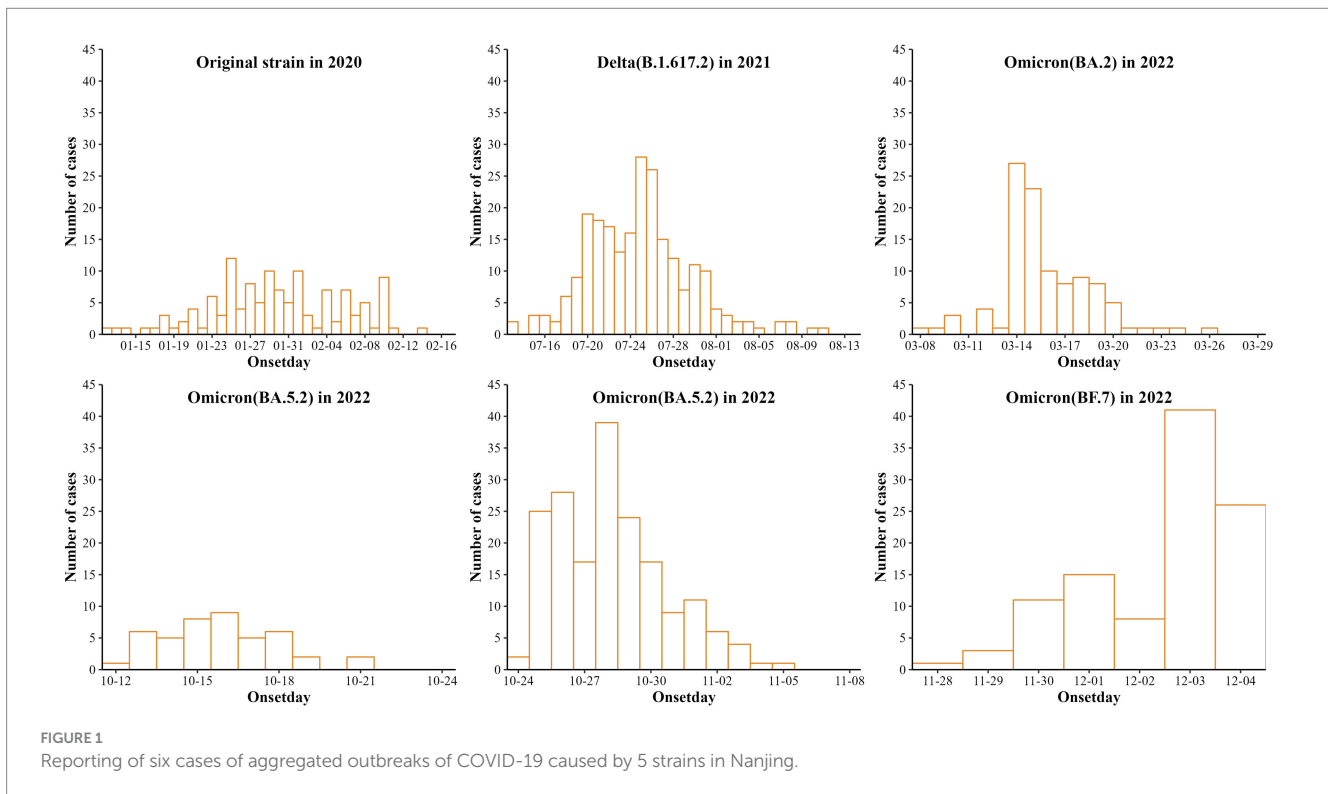 Original strain in 2020
45
40
35
30
25
20
15
10
5
0
Number of cases
01-15 01-19 01-23 01-27 01-31 02-04 02-08 02-12 02-16
Onsetday
Delta(B.1.617.2) in 2021
45
40
35
30
25
20
15
10
5
0
Number of cases
07-16 07-20 07-24 07-28 08-01 08-05 08-09 08-13
Onsetday
Omicron(BA.2) in 2022
45
40
35
30
25
20
15
10
5
0
Number of cases
03-08 03-11 03-14 03-17 03-20 03-23 03-26 03-29
Onsetday
Omicron(BA.5.2) in 2022
45
40
35
30
25
20
15
10
5
0
Number of cases
10-12 10-15 10-18 10-21 10-24
Onsetday
Omicron(BA.5.2) in 2022
45
40
35
30
25
20
15
10
5
0
Number of cases
10-24 10-27 10-30 11-02 11-05 11-08
Onsetday
Omicron(BF.7) in 2022
45
40
35
30
25
20
15
10
5
0
Number of cases
11-28 11-29 11-30 12-01 12-02 12-03 12-04
Onsetday
FIGURE 1
Reporting of six cases of aggregated outbreaks of COVID-19 caused by 5 strains in Nanjing.